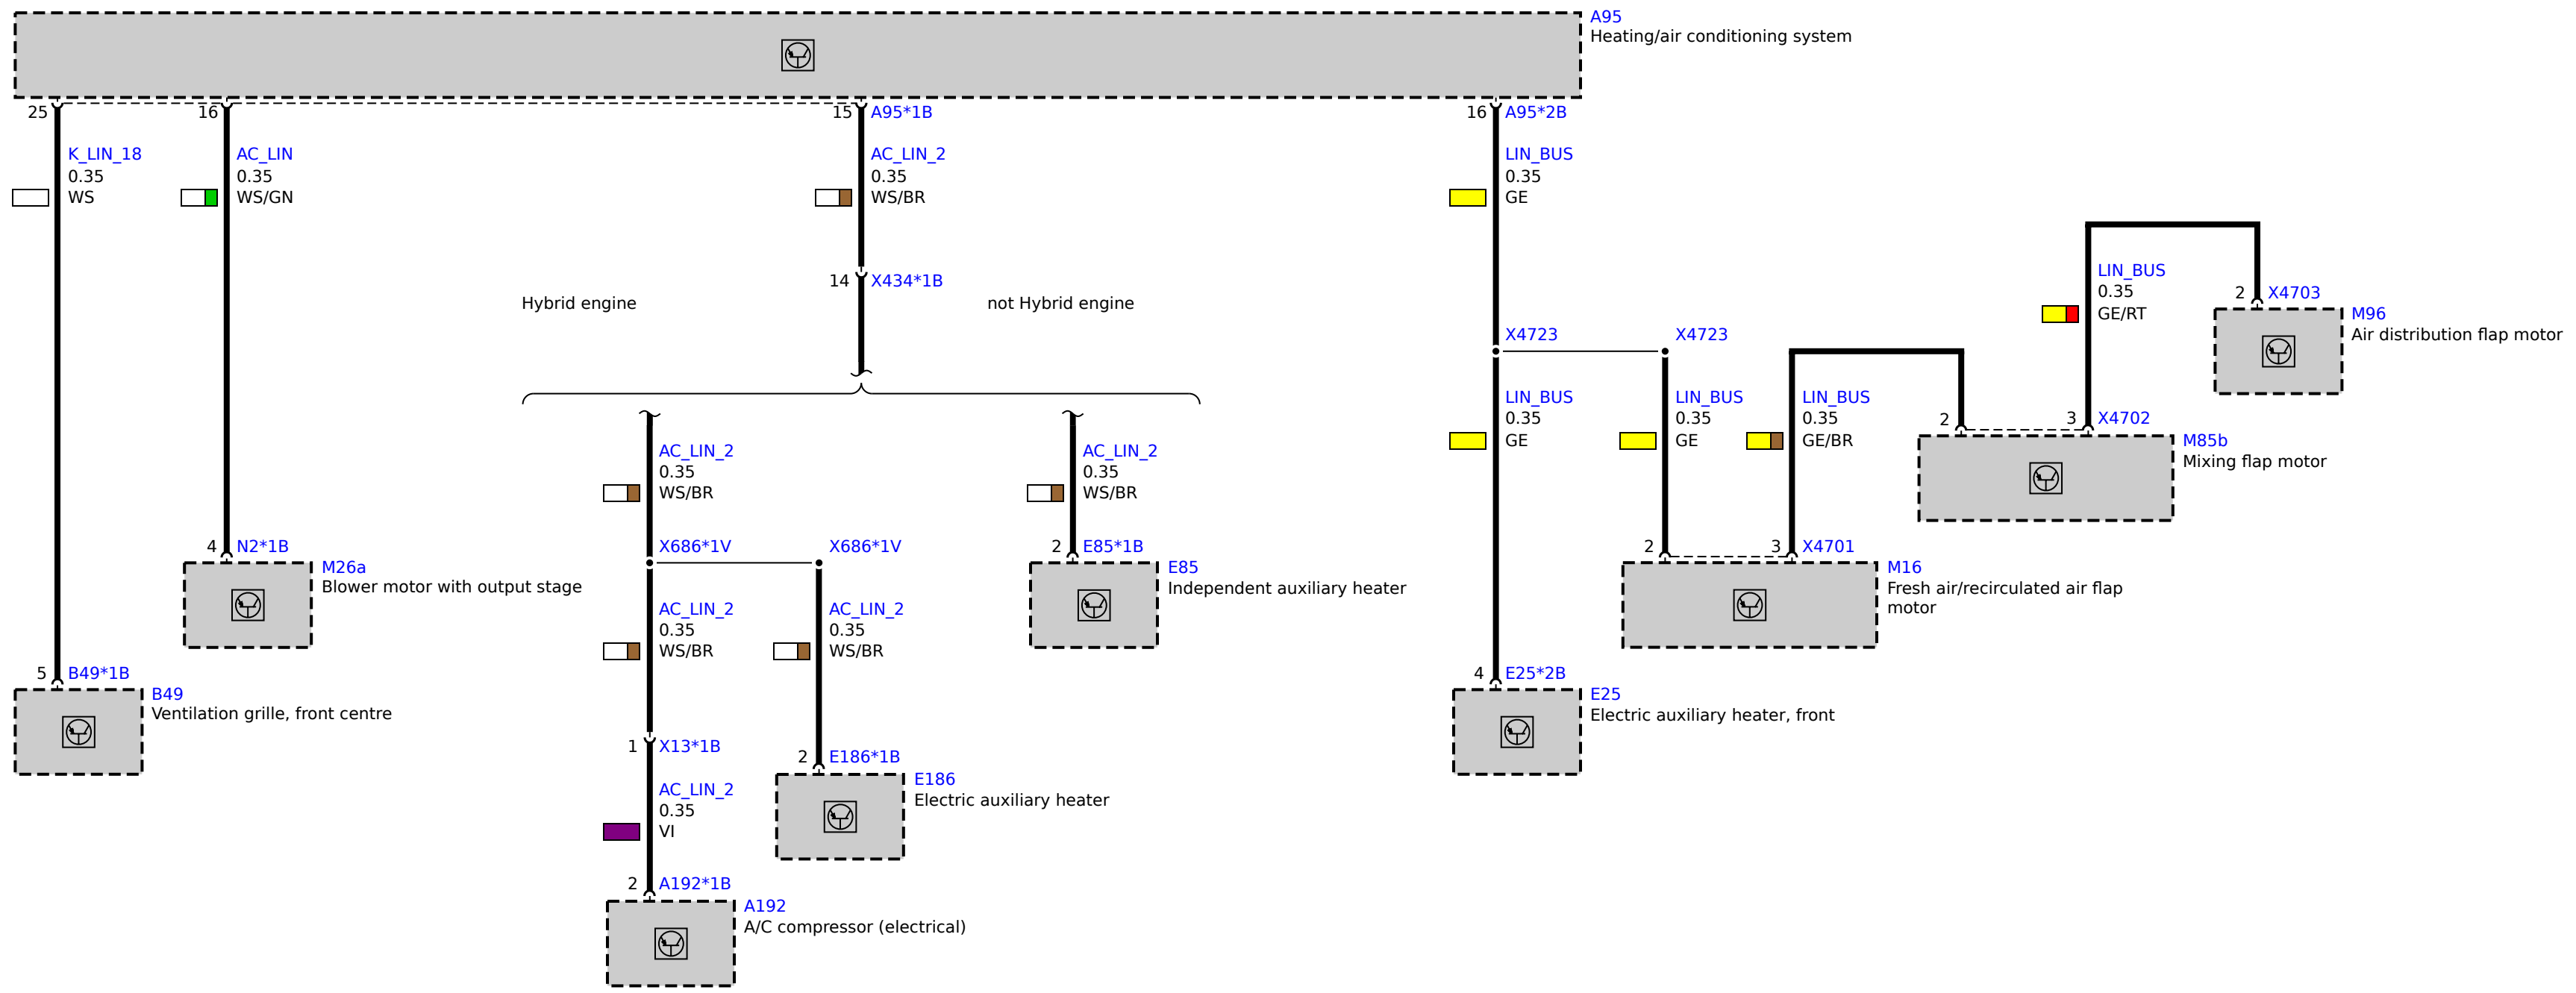 A95
Heating/air conditioning system
25
16
15
A95*1B
16
A95*2B
K_LIN_18
0.35
WS
AC_LIN
0.35
WS/GN
AC_LIN_2
0.35
WS/BR
LIN_BUS
0.35
GE
14
X434*1B
Hybrid engine
not Hybrid engine
LIN_BUS
0.35
GE/RT
2
X4703
M96
Air distribution flap motor
X4723
X4723
LIN_BUS
0.35
GE
LIN_BUS
0.35
GE
LIN_BUS
0.35
GE/BR
2
3
X4702
M85b
Mixing flap motor
AC_LIN_2
0.35
WS/BR
AC_LIN_2
0.35
WS/BR
4
N2*1B
M26a
Blower motor with output stage
X686*1V
X686*1V
2
E85*1B
E85
Independent auxiliary heater
2
3
X4701
M16
Fresh air/recirculated air flap
motor
AC_LIN_2
0.35
WS/BR
AC_LIN_2
0.35
WS/BR
5
B49*1B
B49
Ventilation grille, front centre
4
E25*2B
E25
Electric auxiliary heater, front
1
X13*1B
2
E186*1B
E186
Electric auxiliary heater
AC_LIN_2
0.35
VI
2
A192*1B
A192
A/C compressor (electrical)